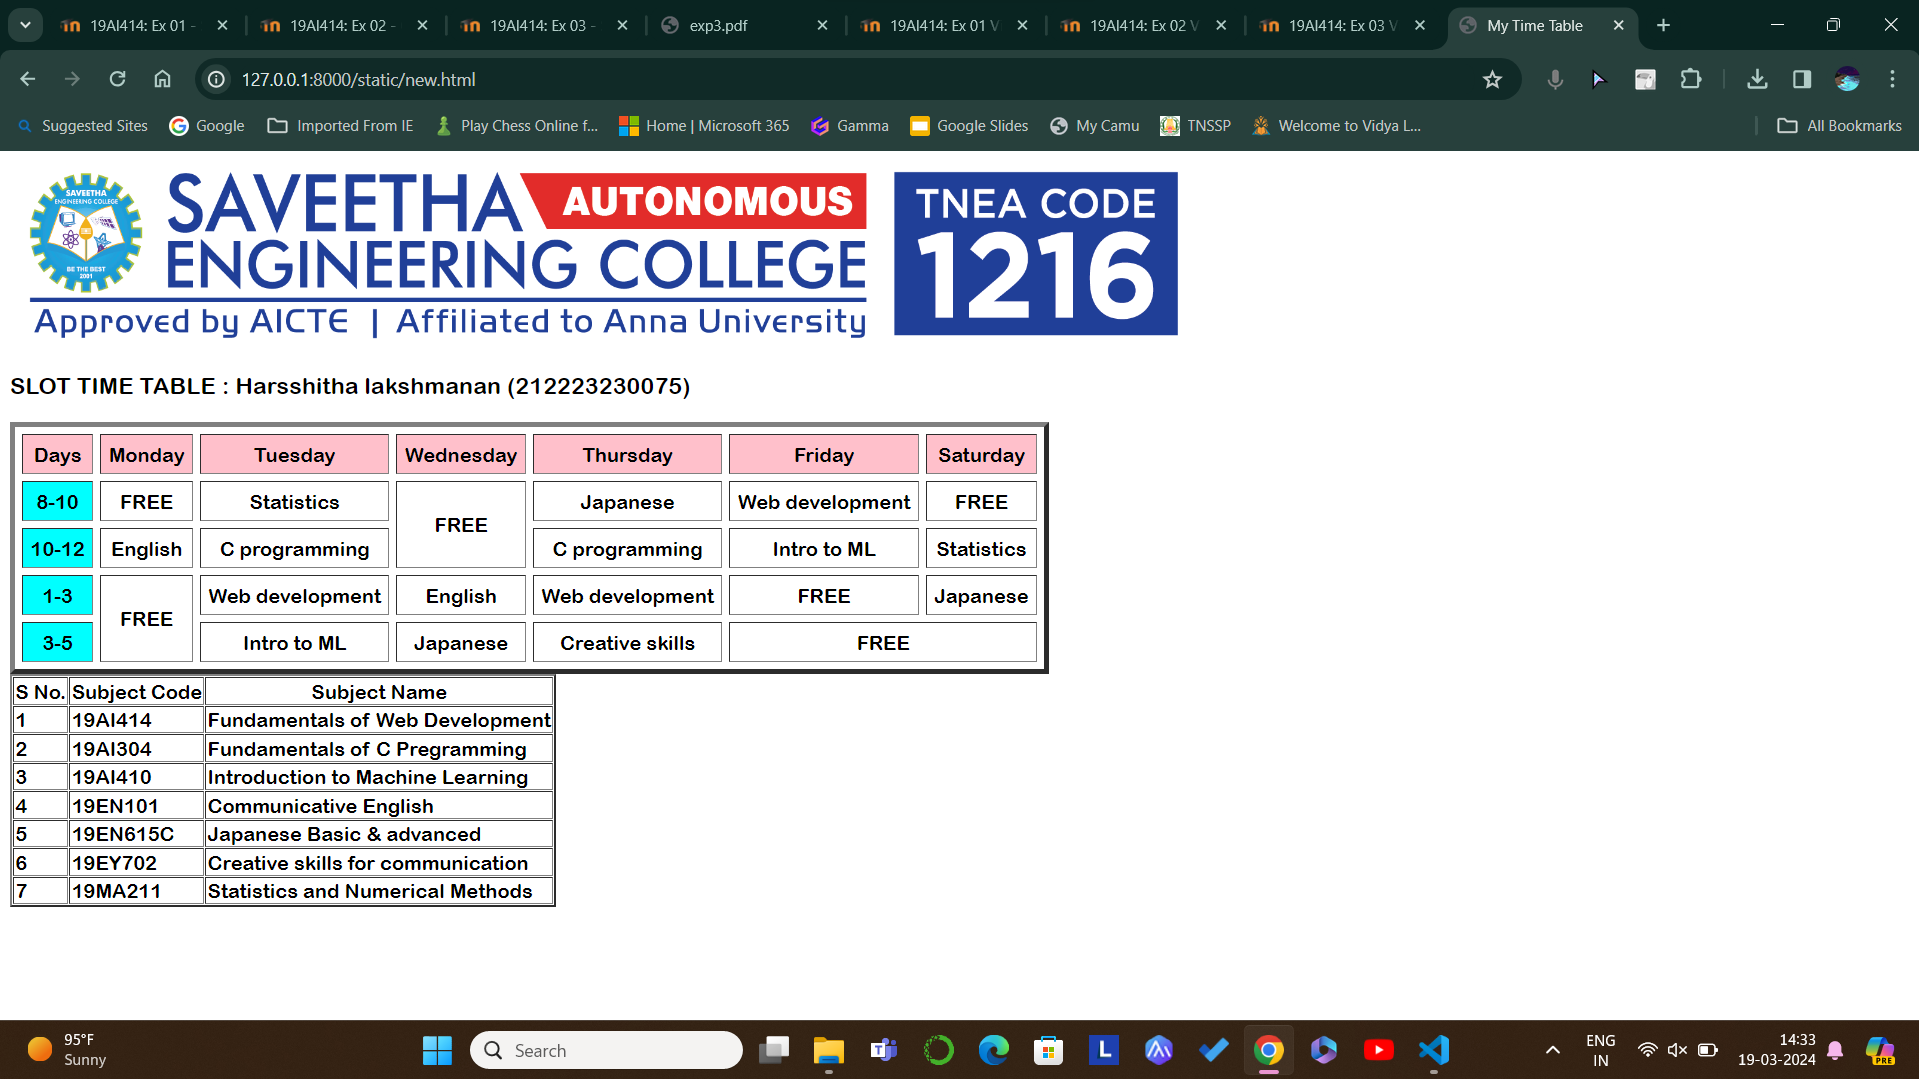 19AI414: Ex 01 - 19AI414: Ex 02 - 19AI414: Ex 03 - exp3.pdf 19AI414: Ex 01 V 19AI414: Ex 02 V 19AI414: Ex 03 V My Time Table
127.0.0.1:8000/static/new.html
Suggested Sites Google Imported From IE Play Chess Online f... Home | Microsoft 365 Gamma Google Slides My Camu TNSSP Welcome to Vidya L... All Bookmarks
SAVEETHA AUTONOMOUS
ENGINEERING COLLEGE
Approved by AICTE | Affiliated to Anna University
SAVEETHA
ENGINEERING COLLEGE
BE THE BEST
2001
TNEA CODE
1216
SLOT TIME TABLE : Harsshitha lakshmanan (212223230075)
Days Monday Tuesday Wednesday Thursday Friday Saturday
8-10 FREE Statistics FREE Japanese Web development FREE
10-12 English C programming C programming Intro to ML Statistics
1-3 FREE Web development English Web development FREE Japanese
3-5 Intro to ML Japanese Creative skills FREE
S No. Subject Code Subject Name
1 19AI414 Fundamentals of Web Development
2 19AI304 Fundamentals of C Pregramming
3 19AI410 Introduction to Machine Learning
4 19EN101 Communicative English
5 19EN615C Japanese Basic & advanced
6 19EY702 Creative skills for communication
7 19MA211 Statistics and Numerical Methods
95°F
Sunny
Search
ENG
IN
14:33
19-03-2024
PRE